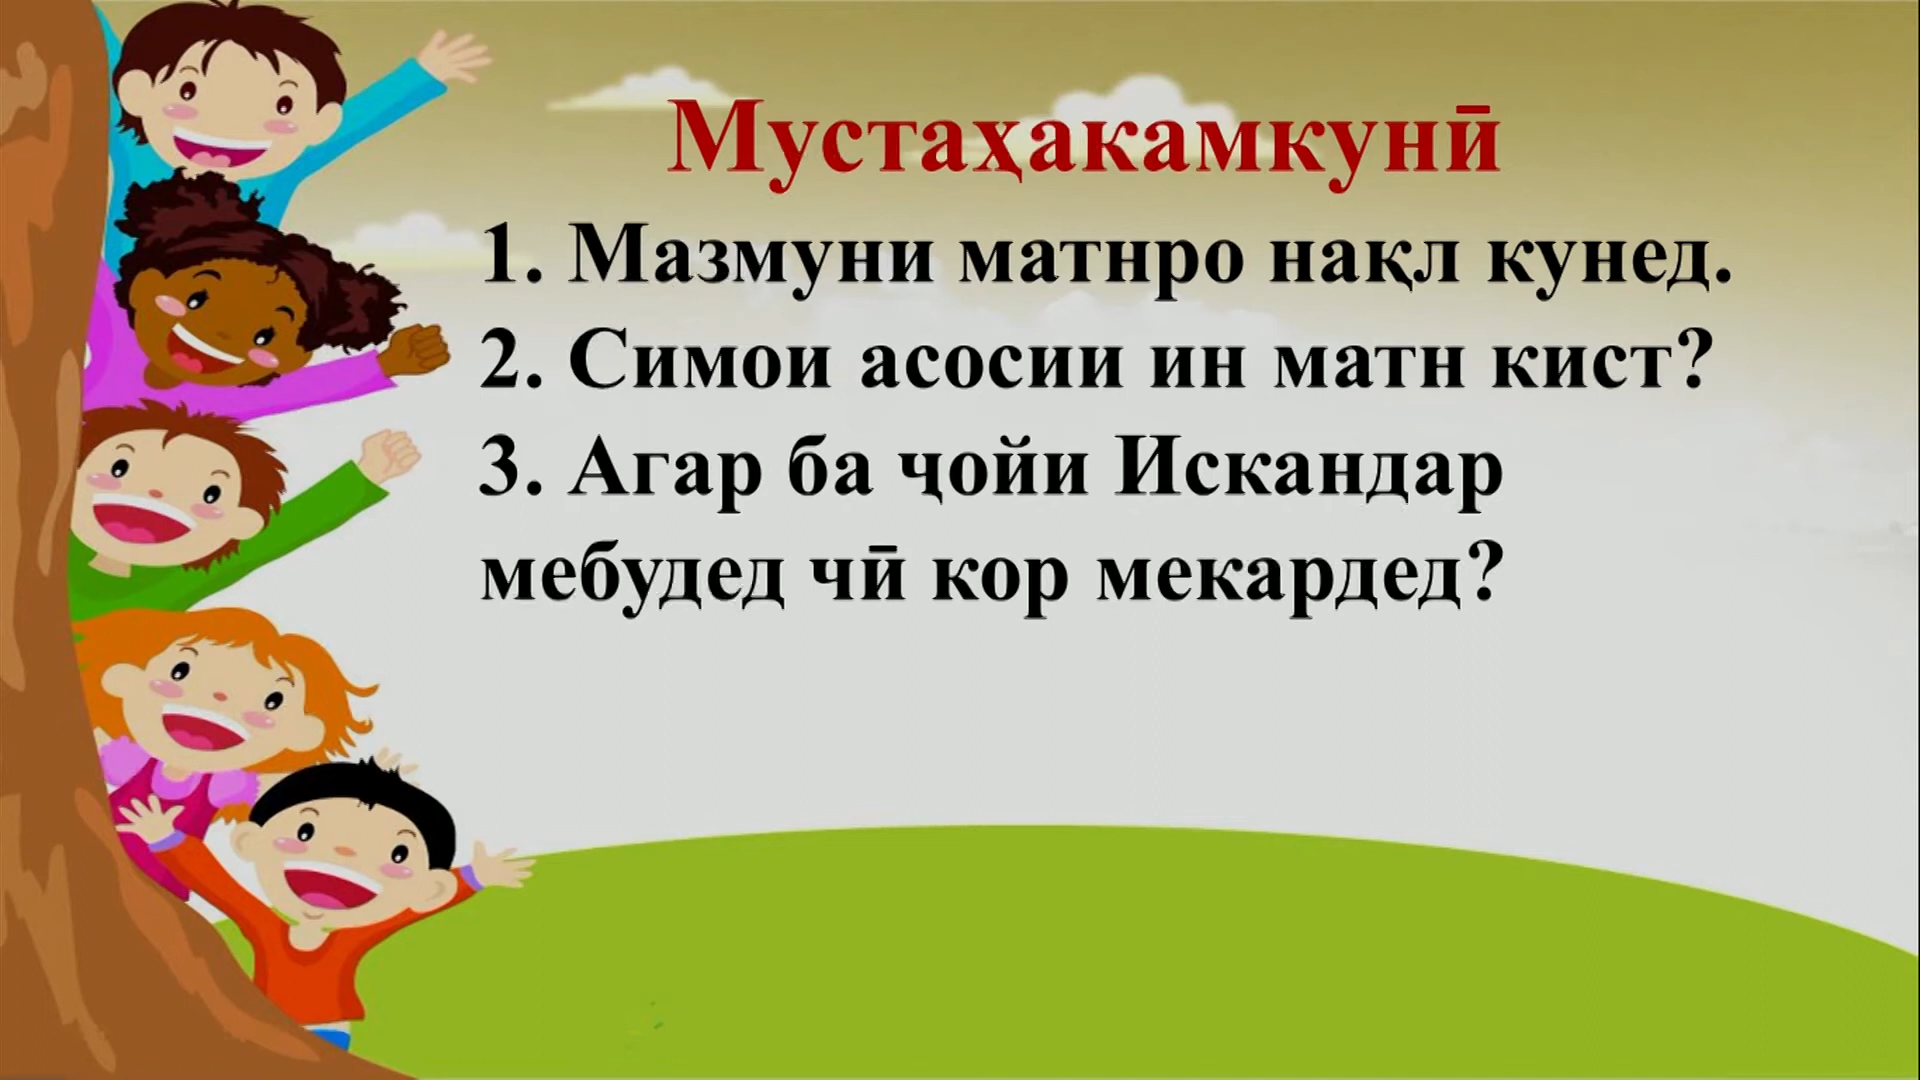 Мустаҳакамкунӣ
1. Мазмуни матнро нақл кунед.
2. Симои асосии ин матн кист?
3. Агар ба ҷойи Искандар
мебудед чӣ кор мекардед?